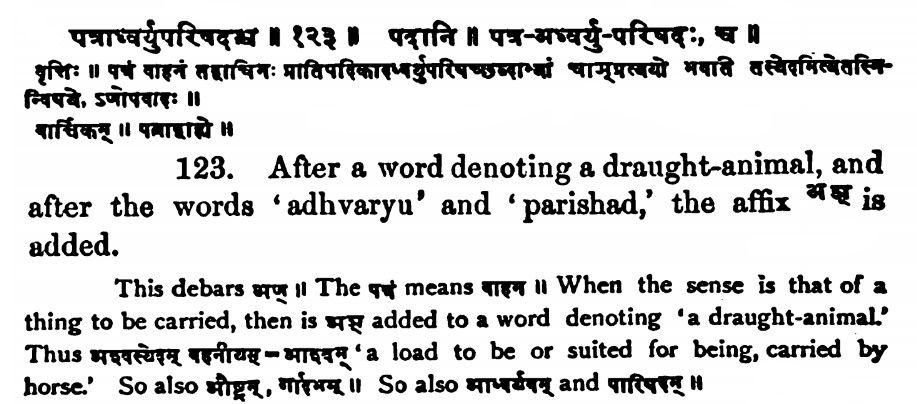 पत्राध्वर्युपरिषदश्च ॥ १२३ ॥ पदानि ॥ पत्र-अध्वर्यु-परिषदः, च ॥
वृत्तिः ॥ पत्रं वाहनं तद्वाचिनः प्रातिपदिकादध्वर्युपरिषच्छब्दाभ्यां चाञ्प्रत्ययो भवति तस्येदमित्येतस्मि-
न्विषये, ऽणोपवादः ॥
वार्त्तिकम् ॥ पत्राद्वाह्ये ॥
123. After a word denoting a draught-animal, and
after the words 'adhvaryu' and 'parishad,' the affix अञ् is
added.
This debars अण् ॥ The पत्रं means वाहन ॥ When the sense is that of a
thing to be carried, then is अञ् added to a word denoting 'a draught-animal.'
Thus अश्वस्येदम् वहनीयम् = आश्वम् 'a load to be or suited for being, carried by
horse.' So also औष्ट्रम्, गार्दभम् ॥ So also आध्वर्यवम् and पारिषदम् ॥